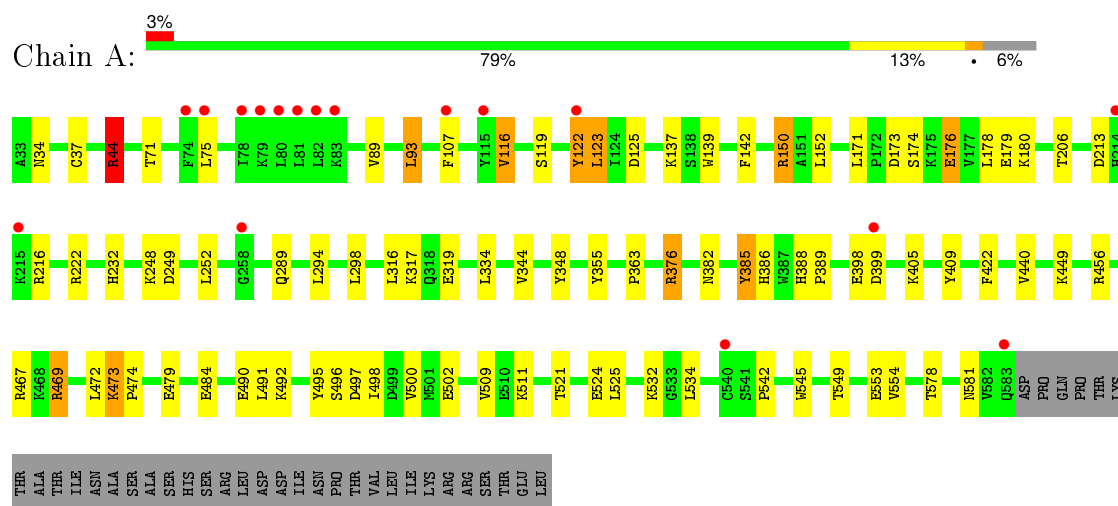 3%
Chain A:
79% 13% • 6%
A33 N34 C37 R44 T71 F74 L75 I78 K79 L80 L81 L82 K83 V89 L93 F107 Y115 V116 S119 Y122 L123 I124 D125 K137 S138 W139 F142 E150 A151 L152 L171 P172 D173 S174 K175 E176 V177 L178 E179 K180 T206 D213
K215 R216 R222 H232 K248 D249 L252 G258 Q289 L294 L298 L316 K317 Q318 E319 L334 V344 Y348 Y355 P363 R376 N382 Y385 H386 W387 H388 P389 E398 D399 K405 Y409 F422 V440 K449 R456
R467 K468 R469 L472 K473 P474 E479 E484 E490 L491 K492 Y495 S496 D497 I498 D499 V500 M501 E502 V509 E510 K511 T521 E524 L525 K532 G533 L534 C540 S541 P542 W545 T549 E553 V554 T578 N581 V582 Q583 ASP PRO GLN PRO THR LYS
THR ALA THR ILE ASN ALA SER ALA SER HIS SER ARG LEU ASP ASP ILE ASN PRO THR VAL LEU ILE LYS ARG ARG SER THR GLU LEU